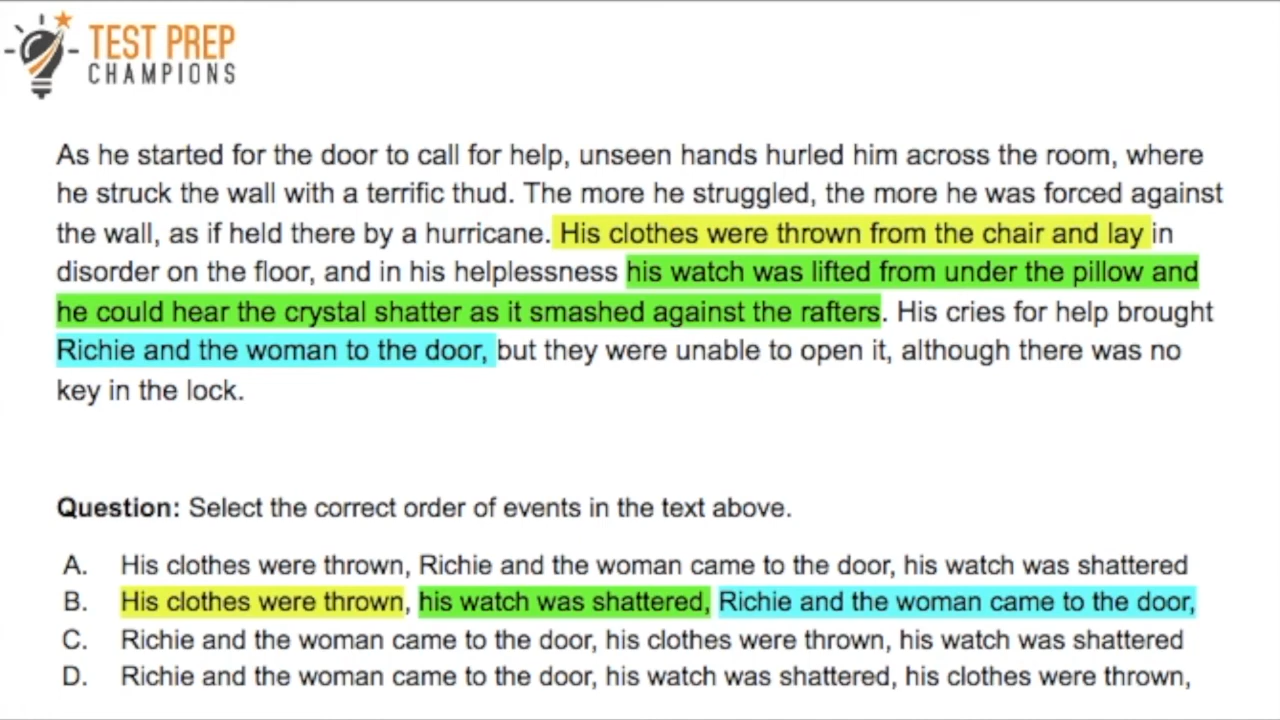 TEST PREP
CHAMPIONS
As he started for the door to call for help, unseen hands hurled him across the room, where
he struck the wall with a terrific thud. The more he struggled, the more he was forced against
the wall, as if held there by a hurricane. His clothes were thrown from the chair and lay in
disorder on the floor, and in his helplessness his watch was lifted from under the pillow and
he could hear the crystal shatter as it smashed against the rafters. His cries for help brought
Richie and the woman to the door, but they were unable to open it, although there was no
key in the lock.
Question: Select the correct order of events in the text above.
A. His clothes were thrown, Richie and the woman came to the door, his watch was shattered
B. His clothes were thrown, his watch was shattered, Richie and the woman came to the door,
C. Richie and the woman came to the door, his clothes were thrown, his watch was shattered
D. Richie and the woman came to the door, his watch was shattered, his clothes were thrown,